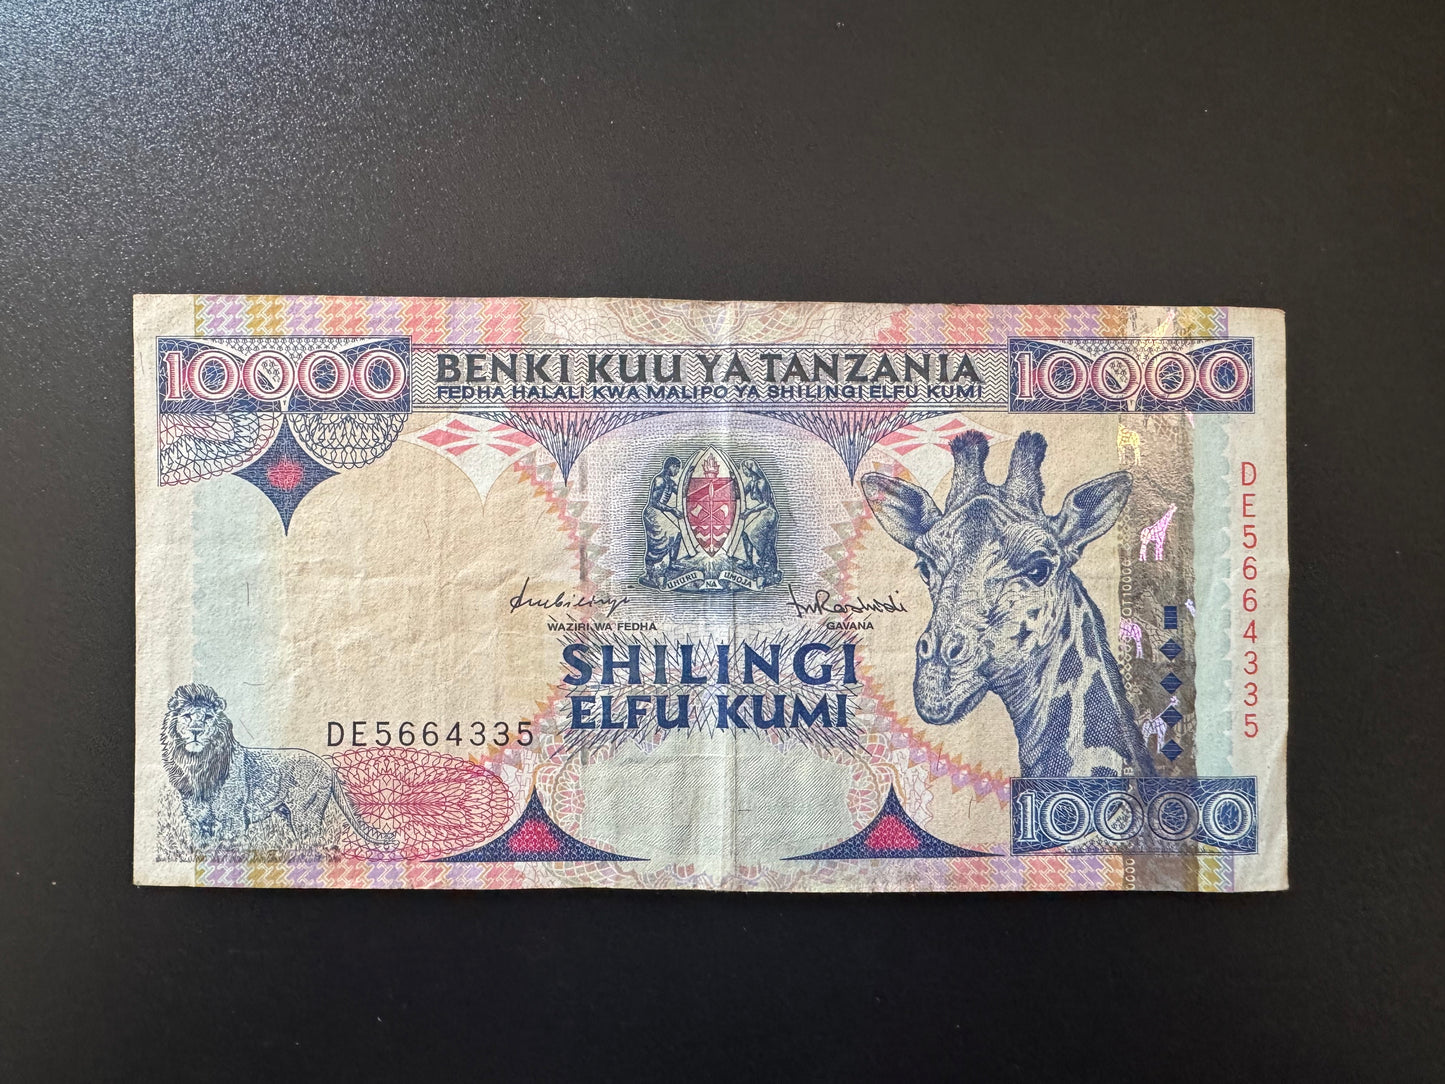 10000 BENKI KUU YA TANZANIA 10000
FEDHA HALALI KWA MALIPO YA SHILINGI ELFU KUMI
UHURU NA UMOJA
WAZIRI WA FEDHA
GAVANA
SHILINGI
ELFU KUMI
DE5664335
DE5664335
10000